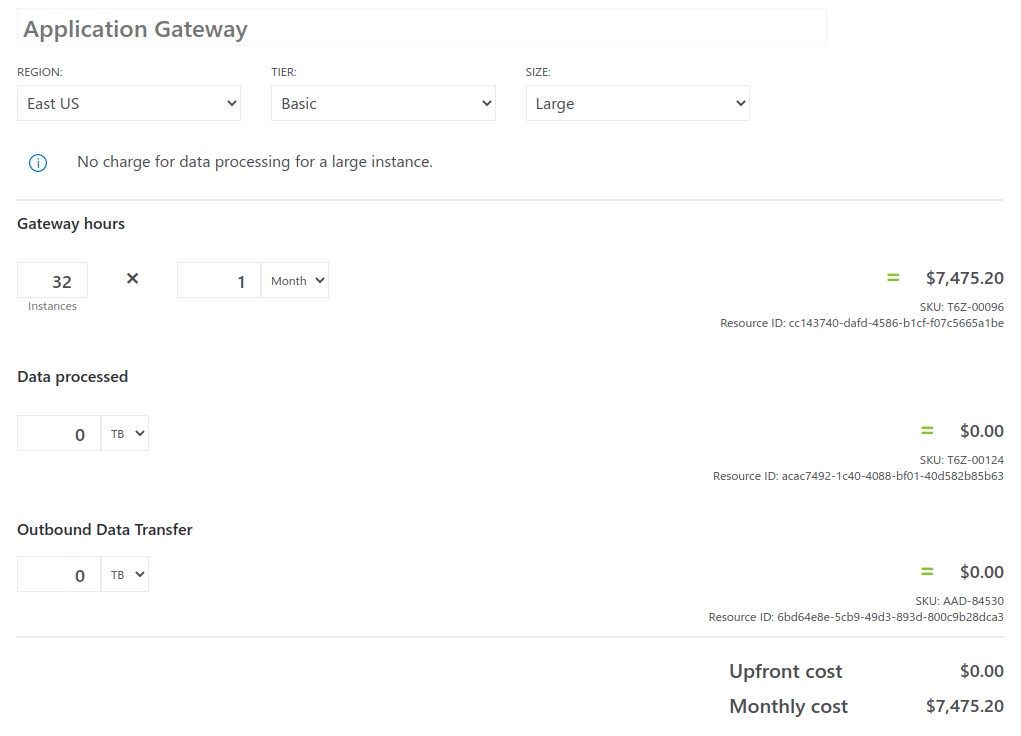 Application Gateway
REGION: TIER: SIZE:
East US Basic Large
No charge for data processing for a large instance.
Gateway hours
32 × 1 Month = $7,475.20
Instances
SKU: T6Z-00096
Resource ID: cc143740-dafd-4586-b1cf-f07c5665a1be
Data processed
0 TB = $0.00
SKU: T6Z-00124
Resource ID: acac7492-1c40-4088-bf01-40d582b85b63
Outbound Data Transfer
0 TB = $0.00
SKU: AAD-84530
Resource ID: 6bd64e8e-5cb9-49d3-893d-800c9b28dca3
Upfront cost $0.00
Monthly cost $7,475.20